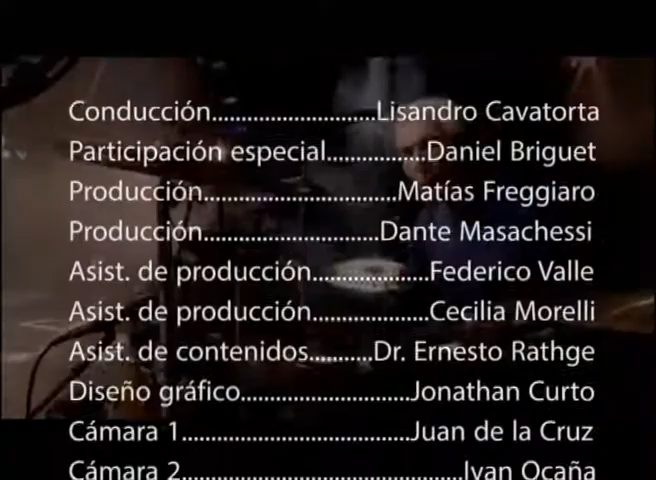 Conducción............................Lisandro Cavatorta
Participación especial.................Daniel Briguet
Producción.................................Matías Freggiaro
Producción..............................Dante Masachessi
Asist. de producción....................Federico Valle
Asist. de producción....................Cecilia Morelli
Asist. de contenidos...........Dr. Ernesto Rathge
Diseño gráfico.............................Jonathan Curto
Cámara 1.......................................Juan de la Cruz
Cámara 2................................................Ivan Ocaña